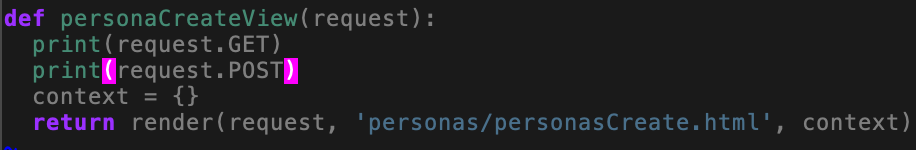 def personaCreateView(request):
  print(request.GET)
  print(request.POST)
  context = {}
  return render(request, 'personas/personasCreate.html', context)